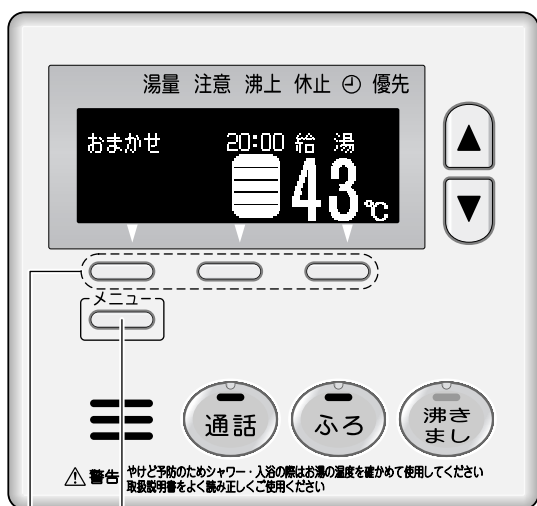 湯量 注意 沸上 休止 優先
おまかせ 20:00 給 湯
43℃
メニュー
通話 ふろ 沸き
まし
警告 やけど予防のためシャワー・入浴の際はお湯の温度を確かめて使用してください
取扱説明書をよく読み正しくご使用ください